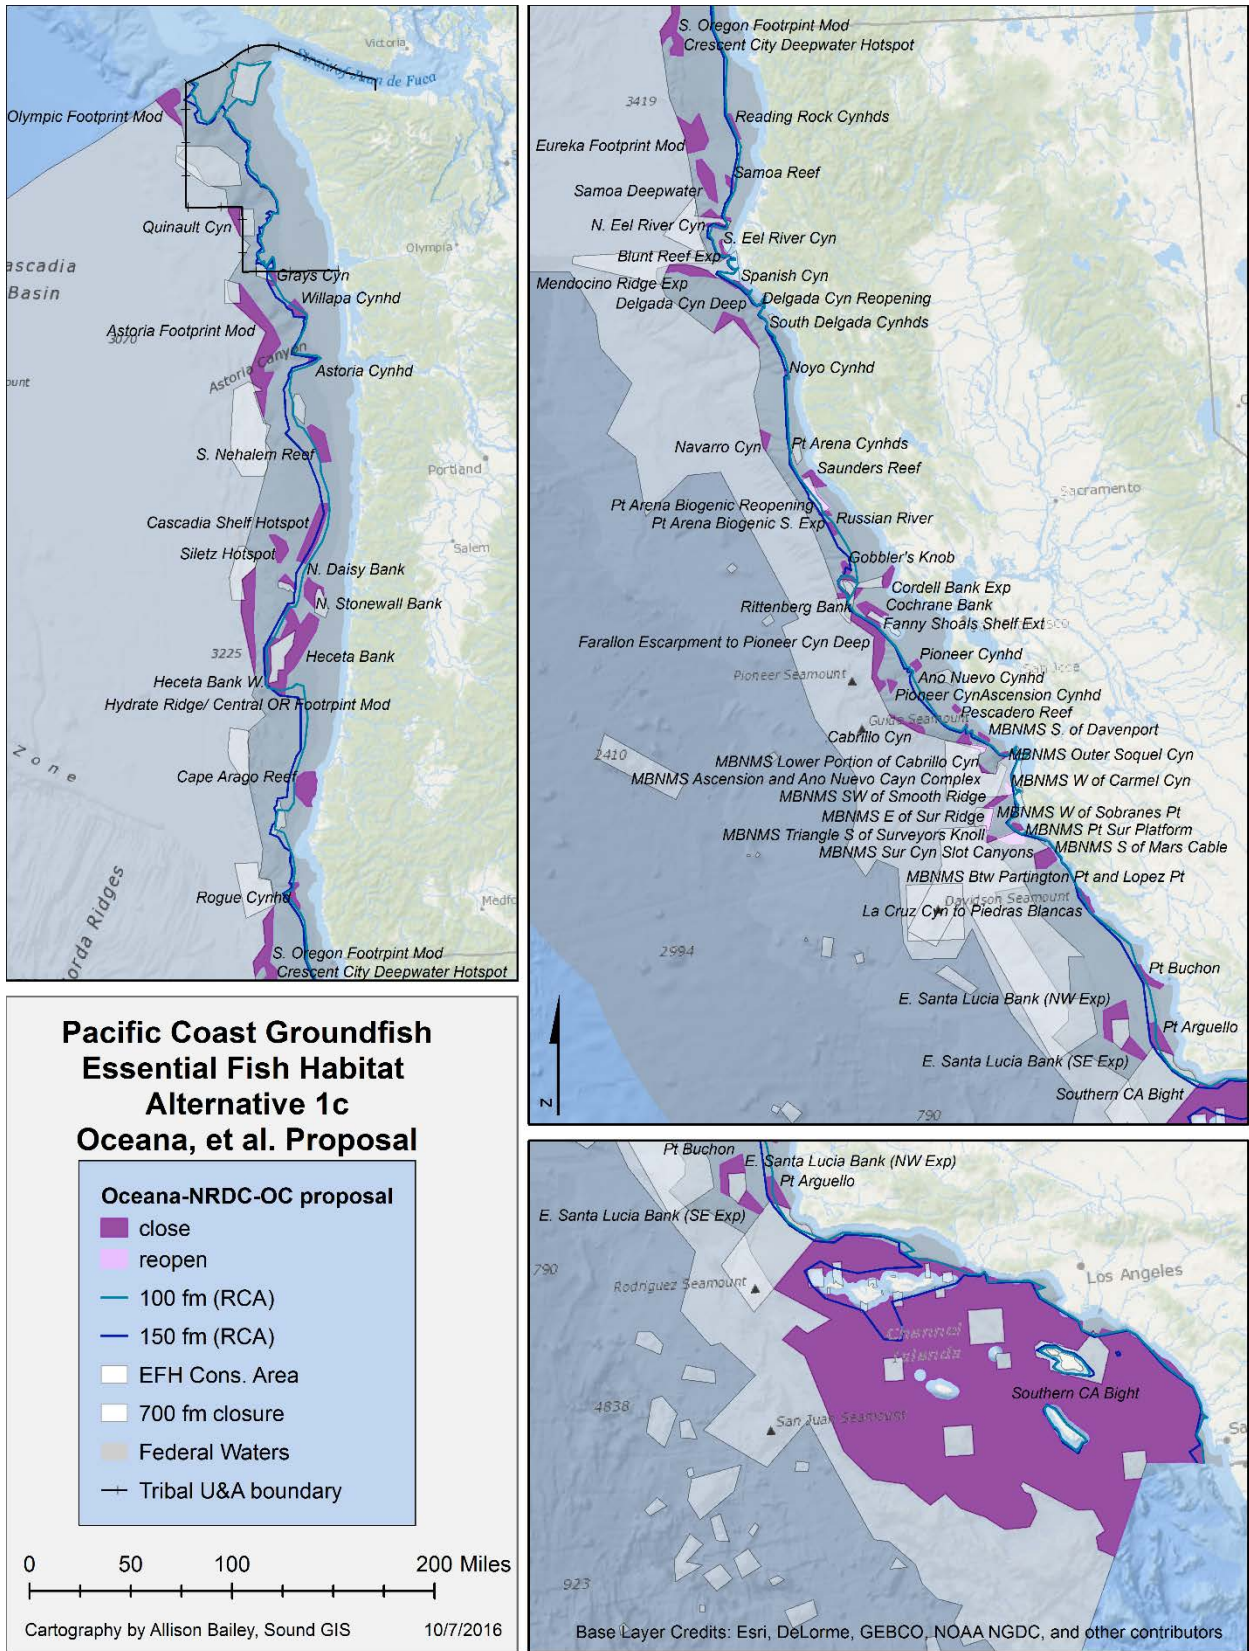 Victoria
Strait of Juan de Fuca
Olympic Footprint Mod
Quinault Cyn
Olympia
ascadia
Basin
Grays Cyn
Willapa Cynhd
Astoria Footprint Mod
3070
Astoria Canyon
Astoria Cynhd
ount
S. Nehalem Reef
Portland
Cascadia Shelf Hotspot
Siletz Hotspot
Salem
N. Daisy Bank
N. Stonewall Bank
3225
Heceta Bank
Heceta Bank W.
Hydrate Ridge/ Central OR Footrpint Mod
Zone
Cape Arago Reef
Rogue Cynhd
Medfo
orda Ridges
S. Oregon Footrpint Mod
Crescent City Deepwater Hotspot
S. Oregon Footrpint Mod
Crescent City Deepwater Hotspot
3419
Reading Rock Cynhds
Eureka Footprint Mod
Samoa Reef
Samoa Deepwater
N. Eel River Cyn
S. Eel River Cyn
Blunt Reef Exp
Spanish Cyn
Mendocino Ridge Exp
Delgada Cyn Deep
Delgada Cyn Reopening
South Delgada Cynhds
Noyo Cynhd
Navarro Cyn
Pt Arena Cynhds
Saunders Reef
Sacramento
Pt Arena Biogenic Reopening
Russian River
Pt Arena Biogenic S. Exp
Gobbler's Knob
Cordell Bank Exp
Rittenberg Bank
Cochrane Bank
Fanny Shoals Shelf Ext
Farallon Escarpment to Pioneer Cyn Deep
Pioneer Cynhd
Pioneer Seamount
Ano Nuevo Cynhd
Pioneer Cyn
Ascension Cynhd
Pescadero Reef
Guide Seamount
MBNMS S. of Davenport
Cabrillo Cyn
2410
MBNMS Outer Soquel Cyn
MBNMS Lower Portion of Cabrillo Cyn
MBNMS Ascension and Ano Nuevo Cayn Complex
MBNMS W of Carmel Cyn
MBNMS SW of Smooth Ridge
MBNMS W of Sobranes Pt
MBNMS E of Sur Ridge
MBNMS Pt Sur Platform
MBNMS Triangle S of Surveyors Knoll
MBNMS S of Mars Cable
MBNMS Sur Cyn Slot Canyons
MBNMS Btw Partington Pt and Lopez Pt
Davidson Seamount
La Cruz Cyn to Piedras Blancas
2994
Pt Buchon
E. Santa Lucia Bank (NW Exp)
Pt Arguello
E. Santa Lucia Bank (SE Exp)
Southern CA Bight
790
N
Pacific Coast Groundfish
Essential Fish Habitat
Alternative 1c
Oceana, et al. Proposal
Oceana-NRDC-OC proposal
close
reopen
100 fm (RCA)
150 fm (RCA)
EFH Cons. Area
700 fm closure
Federal Waters
Tribal U&A boundary
0 50 100 200 Miles
Cartography by Allison Bailey, Sound GIS 10/7/2016
Pt Buchon
E. Santa Lucia Bank (NW Exp)
Pt Arguello
E. Santa Lucia Bank (SE Exp)
790
Rodriguez Seamount
Los Angeles
Channel
Islands
Southern CA Bight
4838
San Juan Seamount
Sa
923
Base Layer Credits: Esri, DeLorme, GEBCO, NOAA NGDC, and other contributors